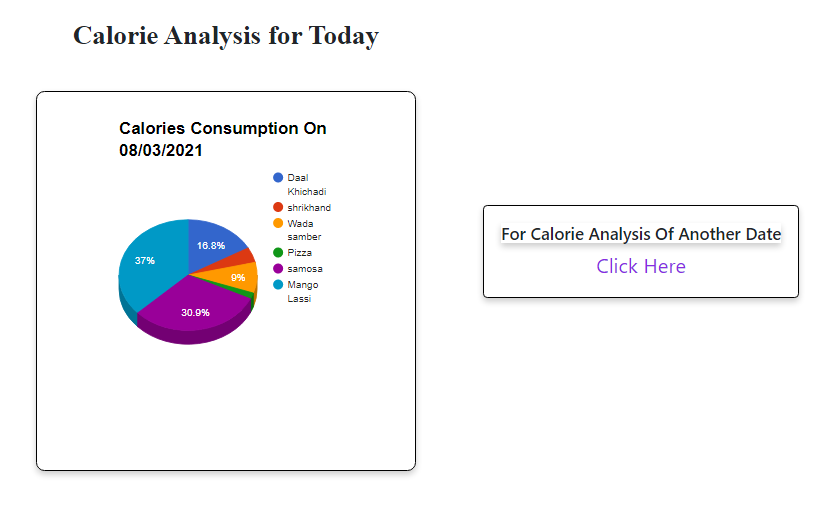 Calorie Analysis for Today
Calories Consumption On
08/03/2021
Daal
Khichadi
shrikhand
Wada
samber
Pizza
samosa
Mango
Lassi
16.8%
37%
9%
30.9%
For Calorie Analysis Of Another Date
Click Here